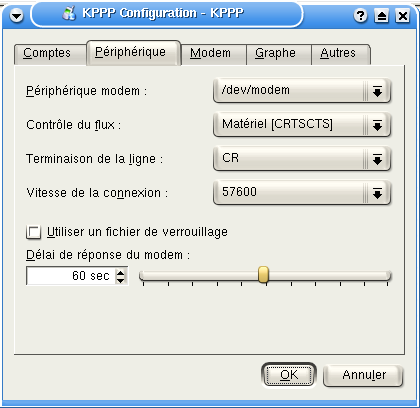 KPPP Configuration - KPPP
Comptes Périphérique Modem Graphe Autres
Périphérique modem : /dev/modem
Contrôle du flux : Matériel [CRTSCTS]
Terminaison de la ligne : CR
Vitesse de la connexion : 57600
Utiliser un fichier de verrouillage
Délai de réponse du modem :
60 sec
OK Annuler